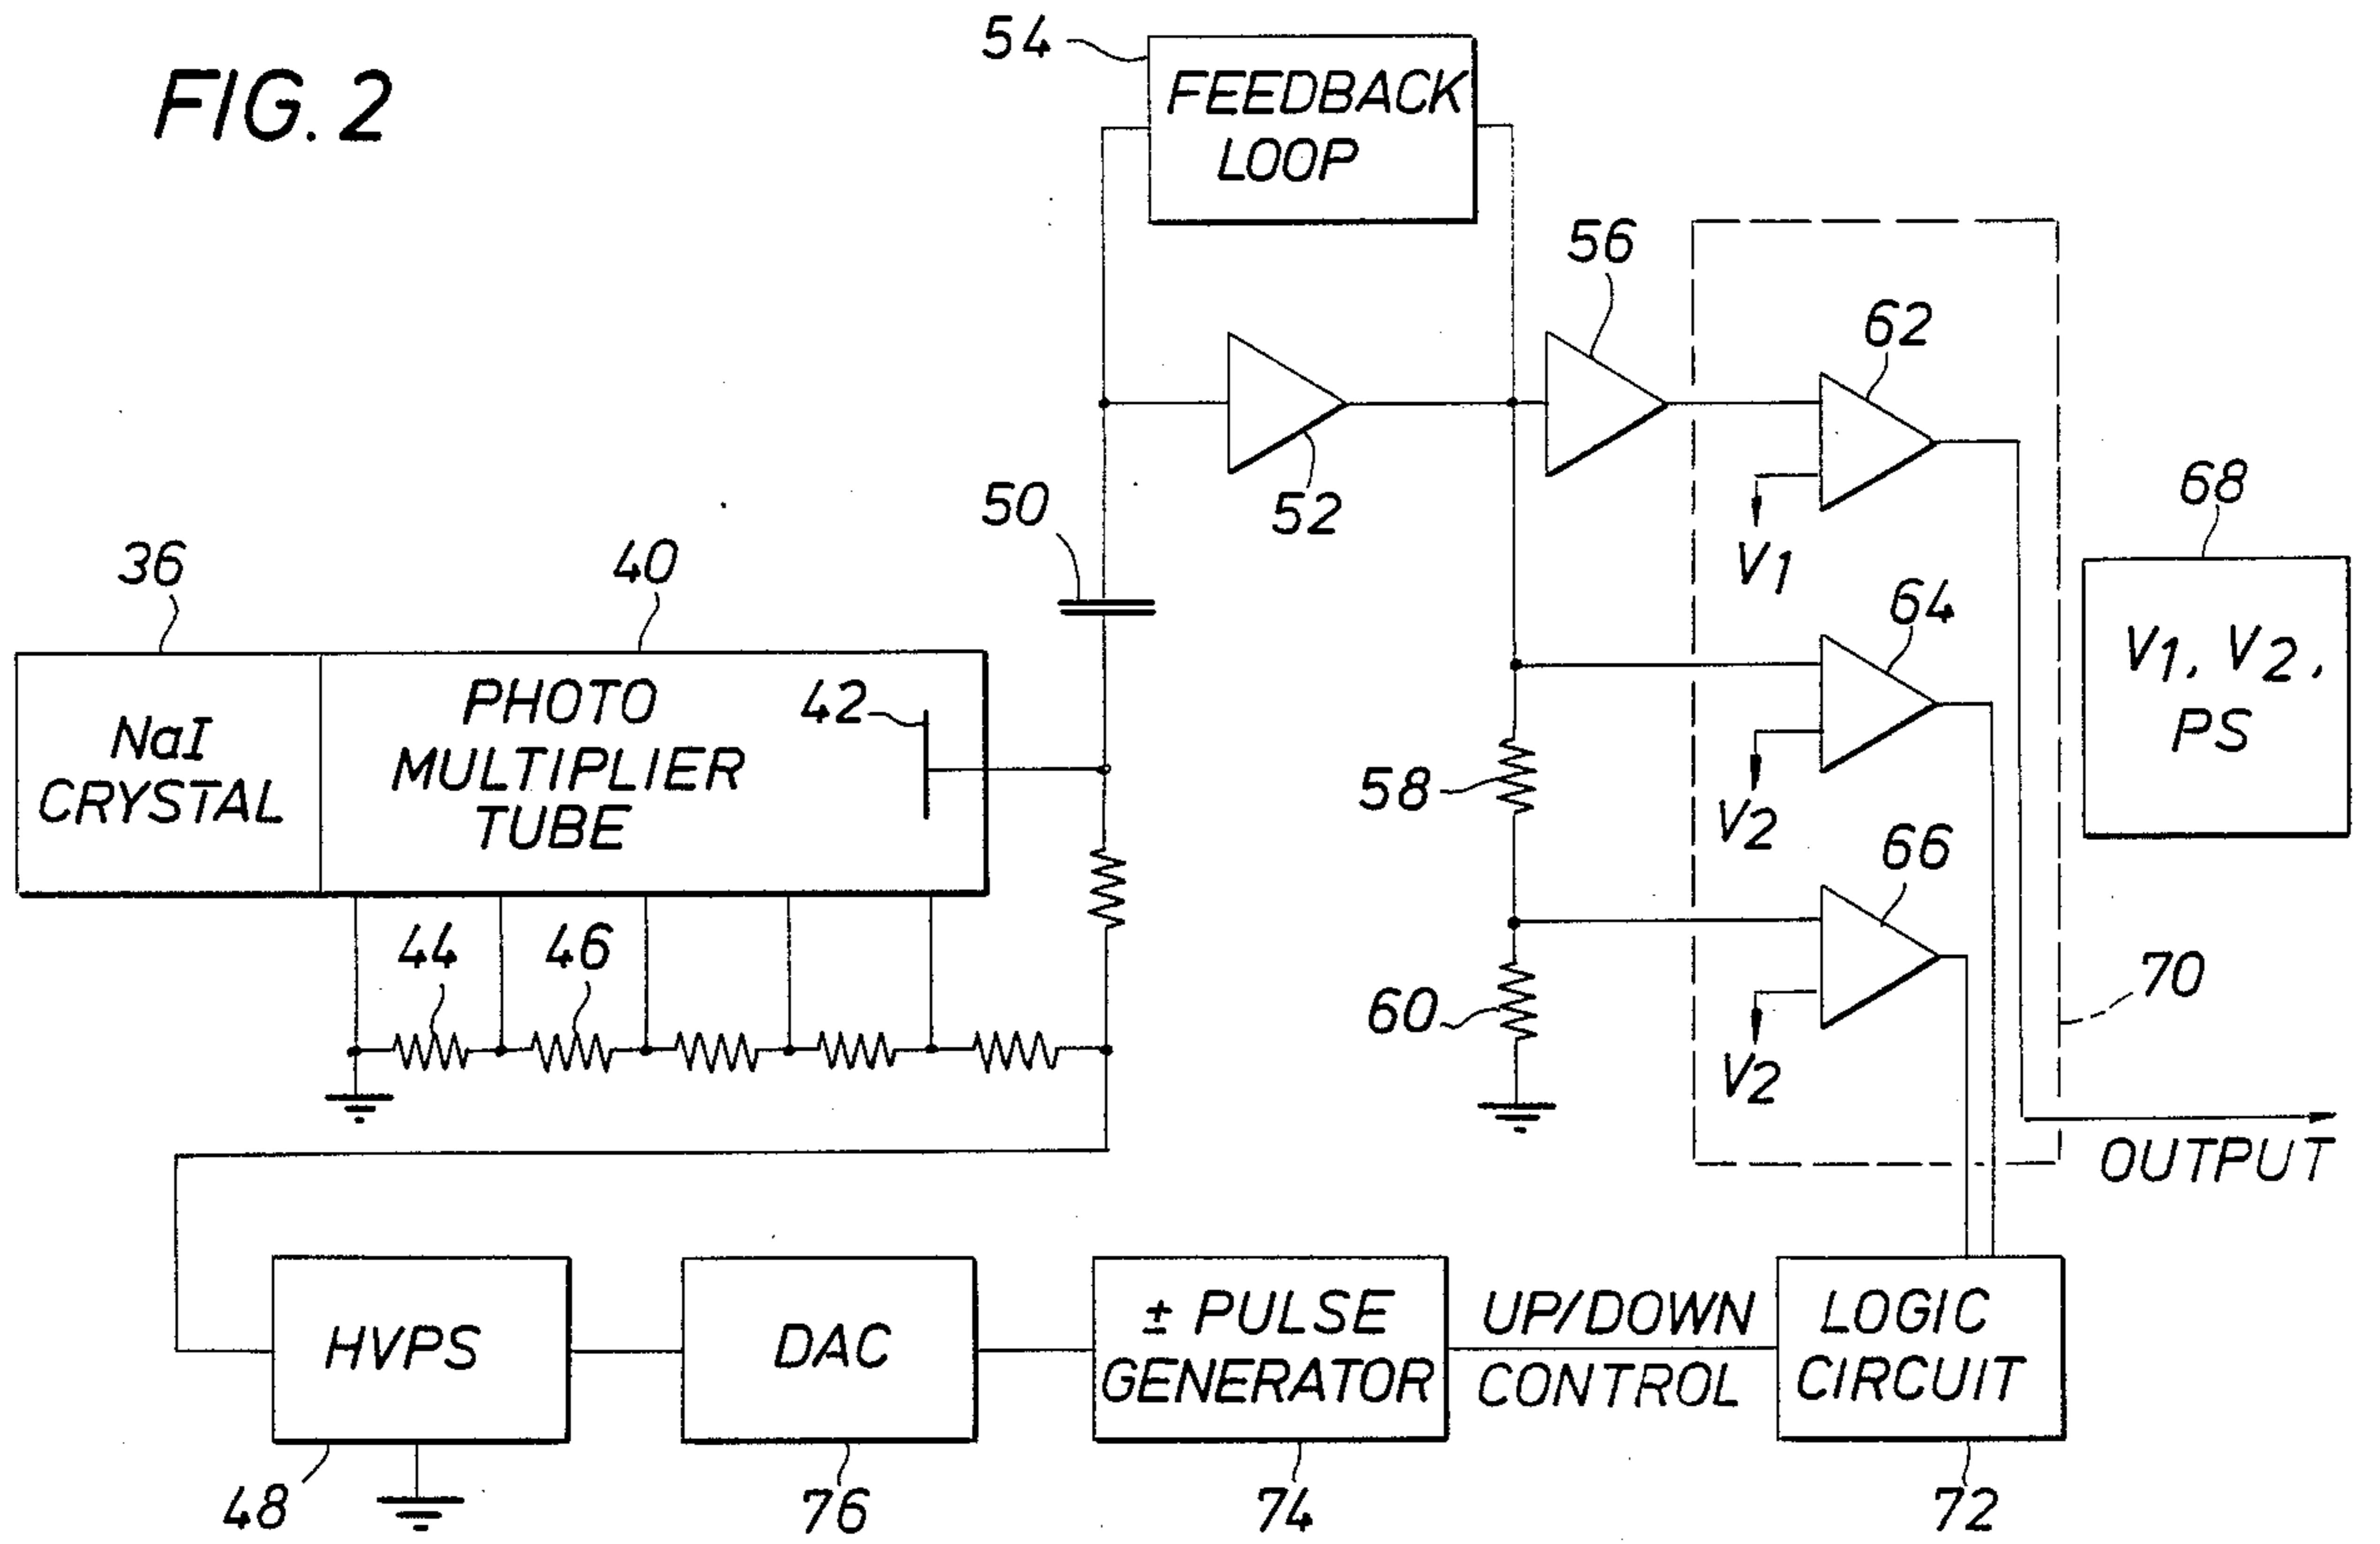 FIG. 2
54
FEEDBACK
LOOP
56
62
52
50
V1
68
V1, V2,
PS
36
40
42
NaI
CRYSTAL
PHOTO
MULTIPLIER
TUBE
64
58
V2
66
44
46
60
V2
70
OUTPUT
HVPS
DAC
± PULSE
GENERATOR
UP/DOWN
CONTROL
LOGIC
CIRCUIT
48
76
74
72